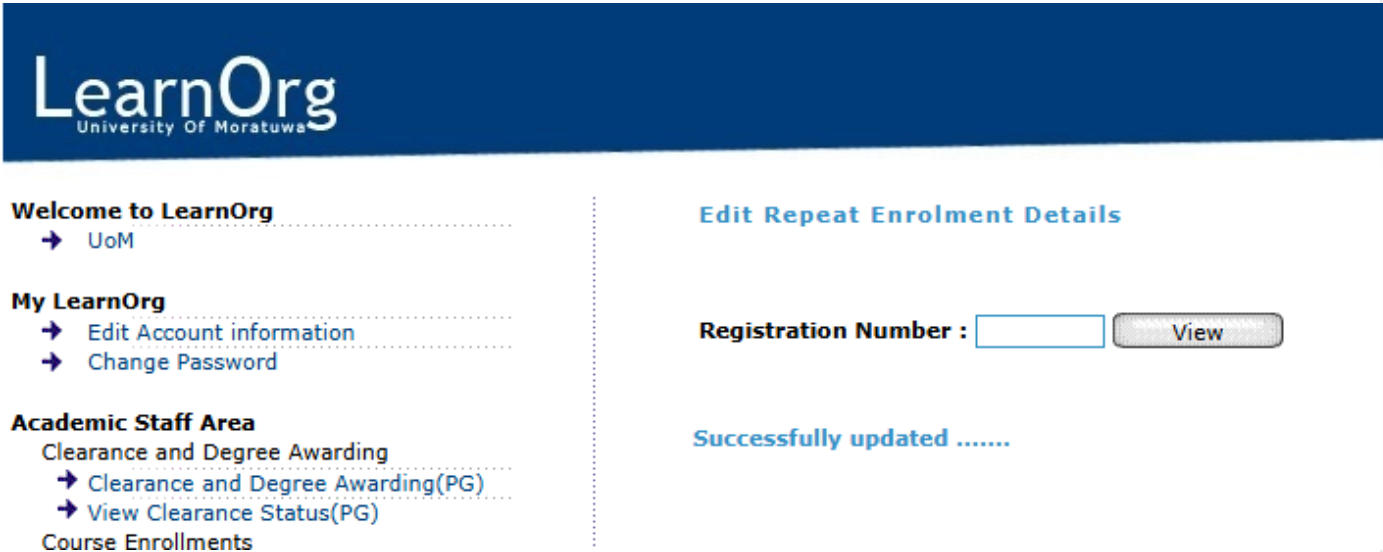 LearnOrg
University Of Moratuwa
Welcome to LearnOrg
UoM
My LearnOrg
Edit Account information
Change Password
Academic Staff Area
Clearance and Degree Awarding
Clearance and Degree Awarding(PG)
View Clearance Status(PG)
Course Enrollments
Edit Repeat Enrolment Details
Registration Number : View
Successfully updated .......